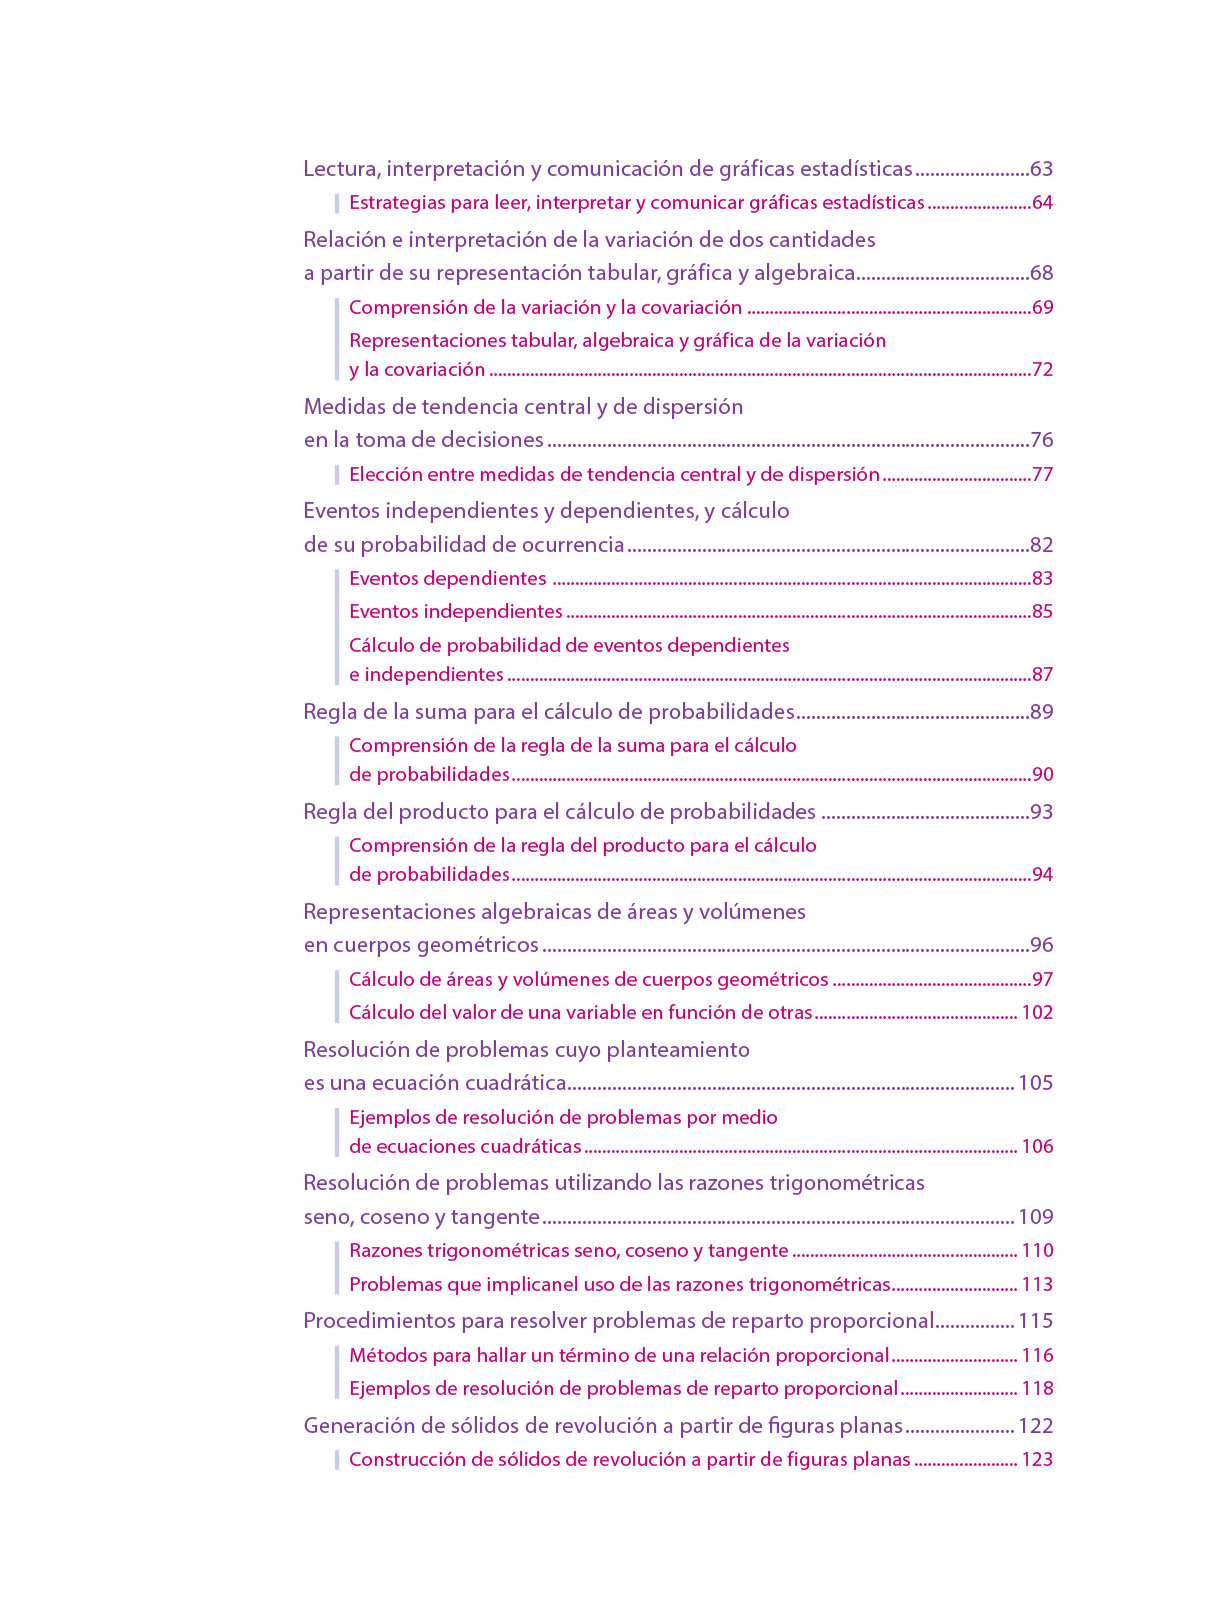 Lectura, interpretación y comunicación de gráficas estadísticas.......................63
Estrategias para leer, interpretar y comunicar gráficas estadísticas.......................64
Relación e interpretación de la variación de dos cantidades
a partir de su representación tabular, gráfica y algebraica...................................68
Comprensión de la variación y la covariación ...............................................................69
Representaciones tabular, algebraica y gráfica de la variación
y la covariación .........................................................................................................................72
Medidas de tendencia central y de dispersión
en la toma de decisiones.................................................................................................76
Elección entre medidas de tendencia central y de dispersión.................................77
Eventos independientes y dependientes, y cálculo
de su probabilidad de ocurrencia.................................................................................82
Eventos dependientes ..........................................................................................................83
Eventos independientes.......................................................................................................85
Cálculo de probabilidad de eventos dependientes
e independientes....................................................................................................................87
Regla de la suma para el cálculo de probabilidades...............................................89
Comprensión de la regla de la suma para el cálculo
de probabilidades...................................................................................................................90
Regla del producto para el cálculo de probabilidades ..........................................93
Comprensión de la regla del producto para el cálculo
de probabilidades...................................................................................................................94
Representaciones algebraicas de áreas y volúmenes
en cuerpos geométricos..................................................................................................96
Cálculo de áreas y volúmenes de cuerpos geométricos............................................97
Cálculo del valor de una variable en función de otras............................................. 102
Resolución de problemas cuyo planteamiento
es una ecuación cuadrática.......................................................................................... 105
Ejemplos de resolución de problemas por medio
de ecuaciones cuadráticas................................................................................................ 106
Resolución de problemas utilizando las razones trigonométricas
seno, coseno y tangente............................................................................................... 109
Razones trigonométricas seno, coseno y tangente.................................................. 110
Problemas que implicanel uso de las razones trigonométricas............................ 113
Procedimientos para resolver problemas de reparto proporcional................ 115
Métodos para hallar un término de una relación proporcional............................ 116
Ejemplos de resolución de problemas de reparto proporcional.......................... 118
Generación de sólidos de revolución a partir de figuras planas...................... 122
Construcción de sólidos de revolución a partir de figuras planas....................... 123